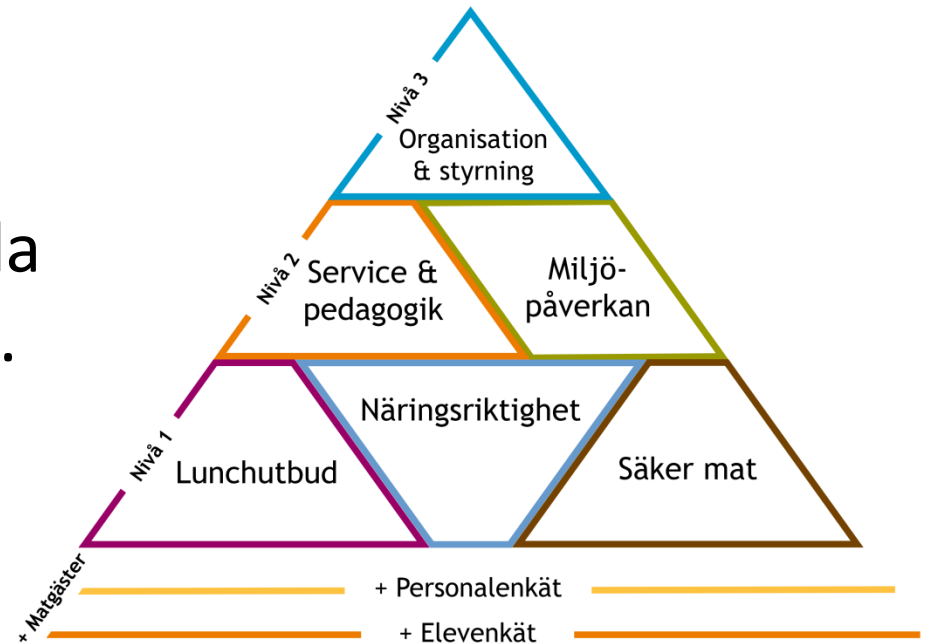 Nivå 3
Organisation
& styrning
la
.
Nivå 2
Service &
pedagogik
Miljö-
påverkan
Nivå 1
Näringsriktighet
Lunchutbud
Säker mat
+ Matgäster
+ Personalenkät
+ Elevenkät